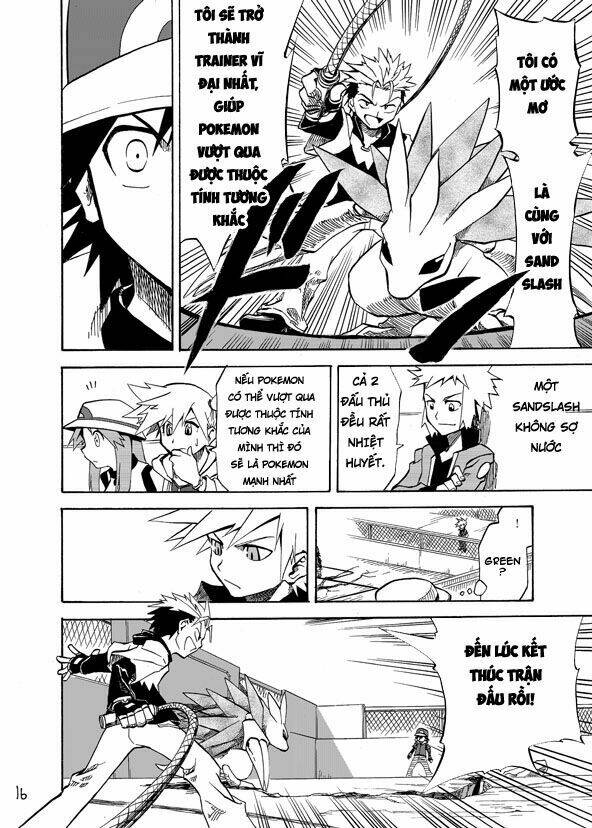 TÔI CÓ
MỘT ƯỚC
MƠ
LÀ
CÙNG VỚI
SAND
SLASH
TÔI SẼ TRỞ
THÀNH
TRAINER VĨ
ĐẠI NHẤT,
GIÚP
POKEMON
VƯỢT QUA
ĐƯỢC THUỘC
TÍNH TƯƠNG
KHẮC
MỘT
SANDSLASH
KHÔNG SỢ
NƯỚC
CẢ 2
ĐẤU THỦ
ĐỀU RẤT
NHIỆT
HUYẾT.
NẾU POKEMON
CÓ THỂ VƯỢT QUA
ĐƯỢC THUỘC TÍNH
TƯƠNG KHẮC CỦA
MÌNH THÌ ĐÓ
SẼ LÀ POKEMON
MẠNH NHẤT
!
GREEN
?
ĐẾN LÚC KẾT
THÚC TRẬN
ĐẤU RỒI!
16